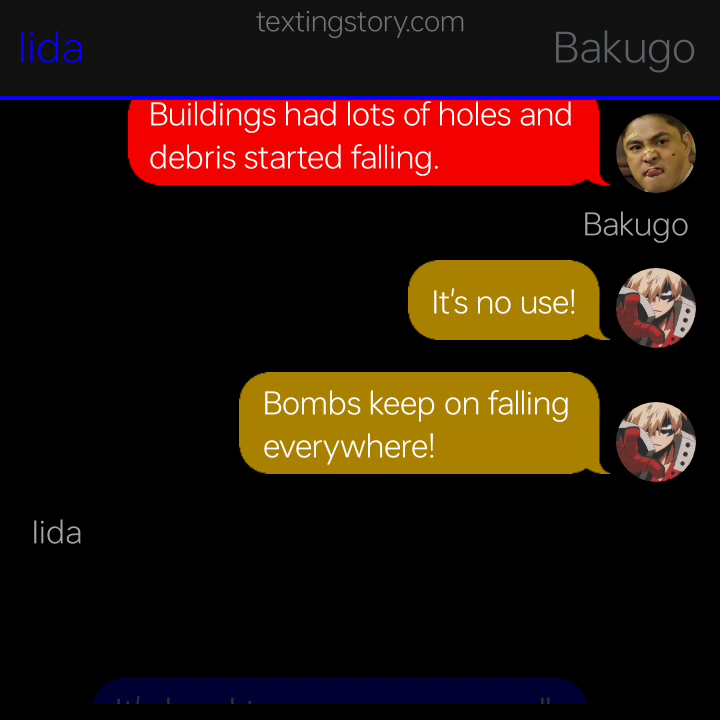 textingstory.com
Iida
Bakugo
Buildings had lots of holes and
debris started falling.
Bakugo
It's no use!
Bombs keep on falling
everywhere!
Iida